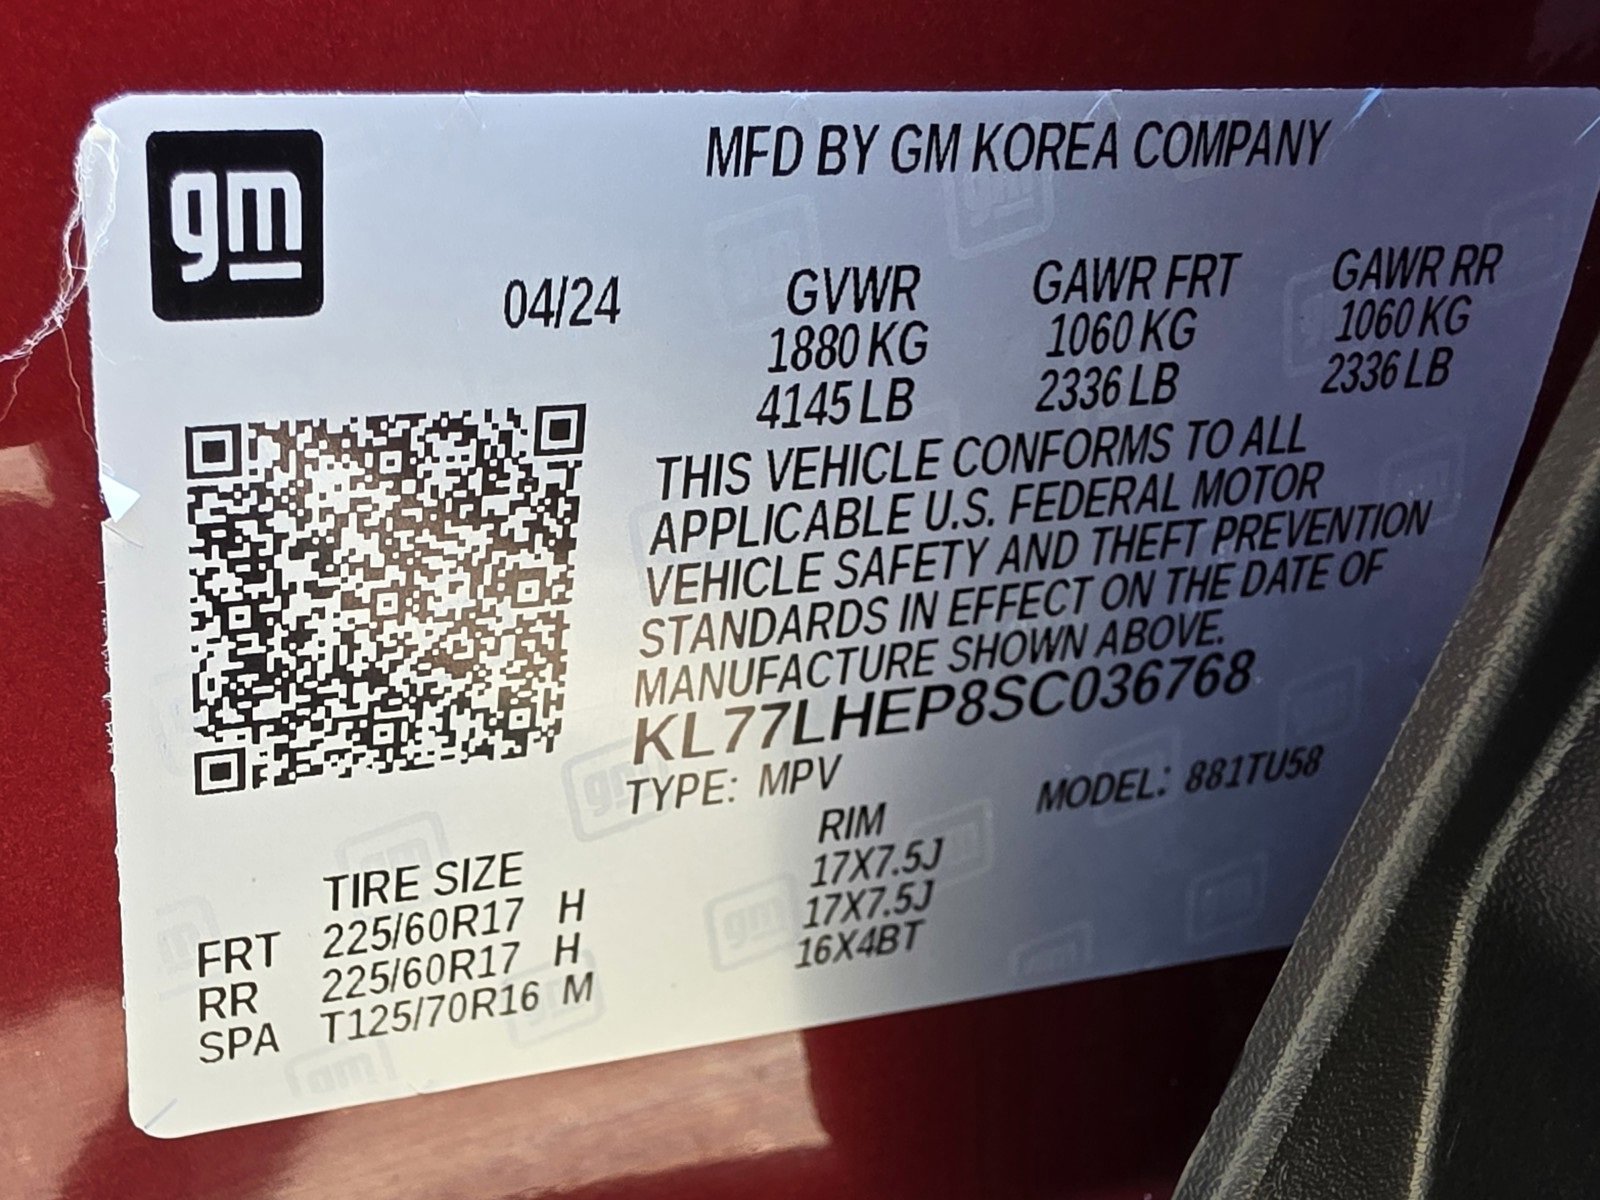 gm
MFD BY GM KOREA COMPANY
04/24 GVWR GAWR FRT GAWR RR
1880 KG 1060 KG 1060 KG
4145 LB 2336 LB 2336 LB
THIS VEHICLE CONFORMS TO ALL
APPLICABLE U.S. FEDERAL MOTOR
VEHICLE SAFETY AND THEFT PREVENTION
STANDARDS IN EFFECT ON THE DATE OF
MANUFACTURE SHOWN ABOVE.
KL77LHEP8SC036768
TYPE: MPV MODEL: 881TU58
TIRE SIZE RIM
FRT 225/60R17 H 17X7.5J
RR 225/60R17 H 17X7.5J
SPA T125/70R16 M 16X4BT